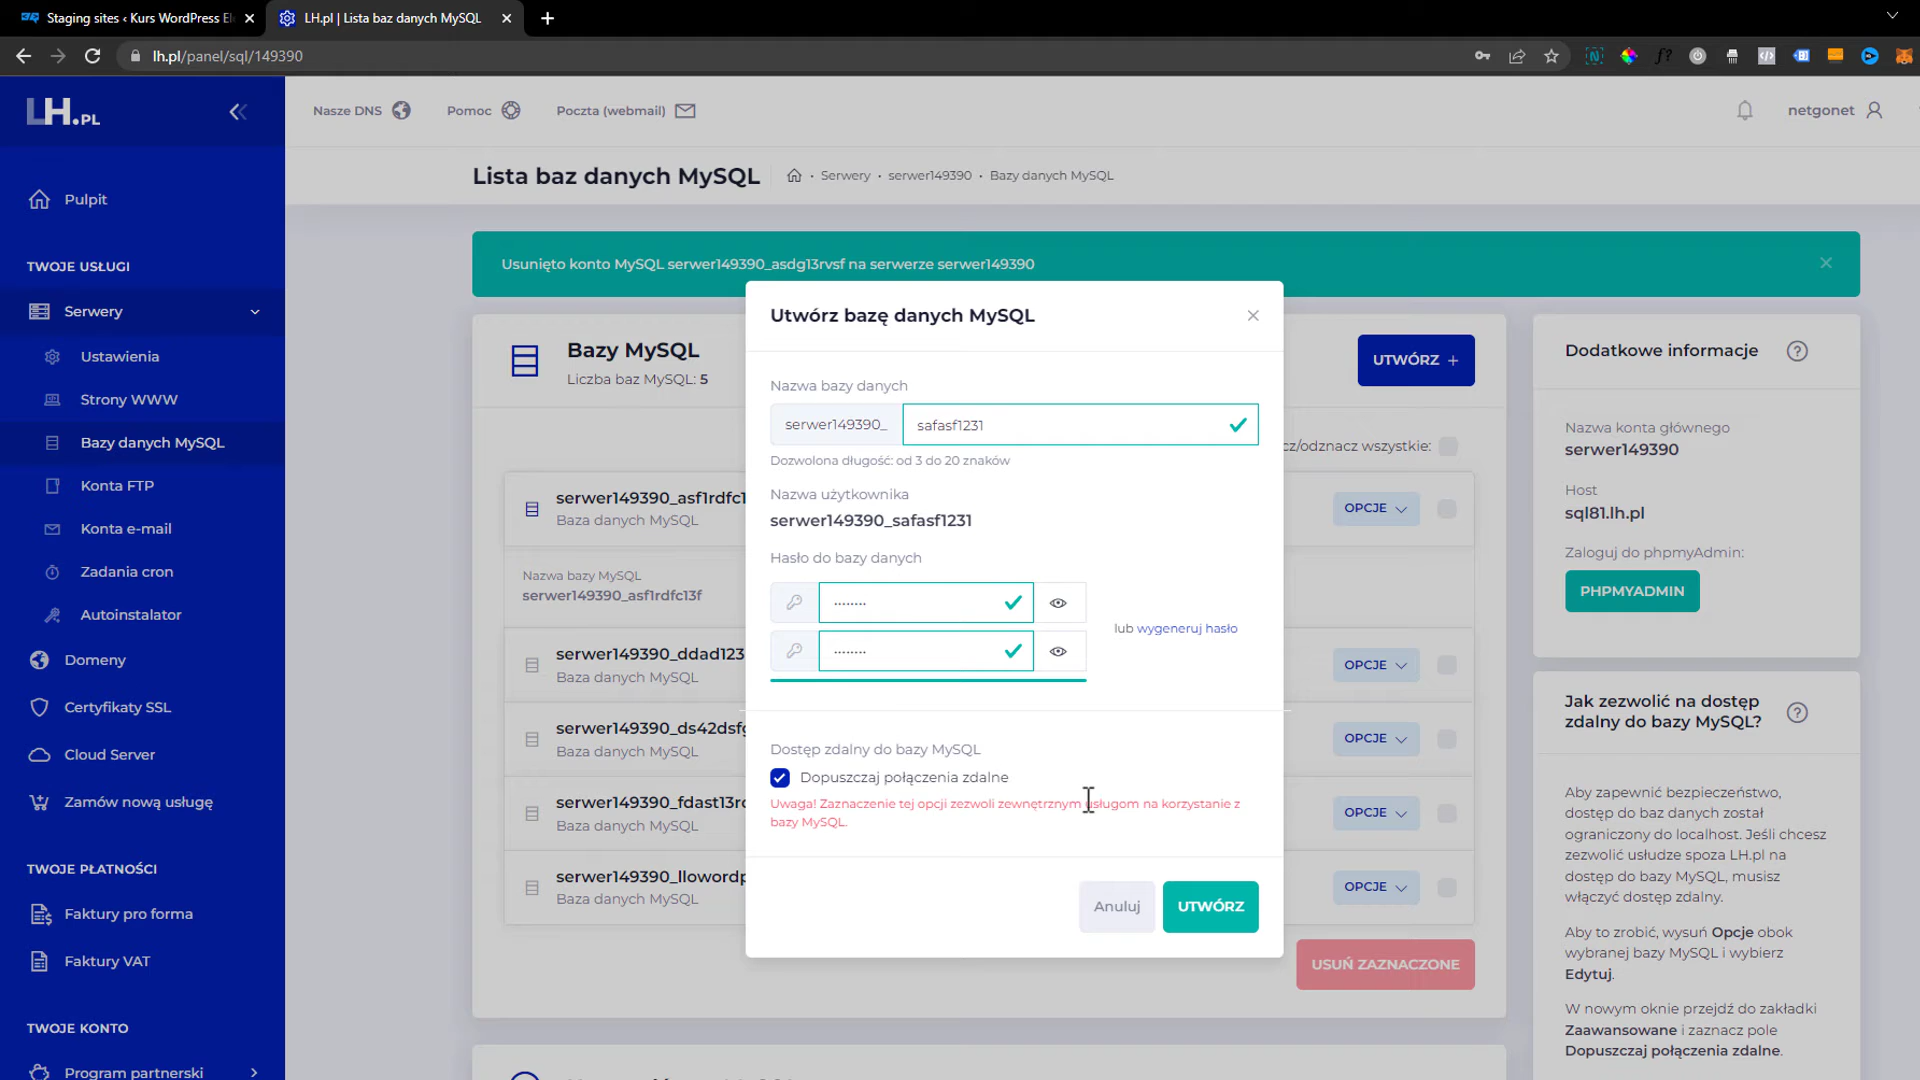 Staging sites ‹ Kurs WordPress El
LH.pl | Lista baz danych MySQL
lh.pl/panel/sql/149390
LH.PL
Nasze DNS
Pomoc
Poczta (webmail)
netgonet
Lista baz danych MySQL
Serwery • serwer149390 • Bazy danych MySQL
Pulpit
TWOJE USŁUGI
Serwery
Ustawienia
Strony WWW
Bazy danych MySQL
Konta FTP
Konta e-mail
Zadania cron
Autoinstalator
Domeny
Certyfikaty SSL
Cloud Server
Zamów nową usługę
TWOJE PŁATNOŚCI
Faktury pro forma
Faktury VAT
TWOJE KONTO
Program partnerski
Usunięto konto MySQL serwer149390_asdg13rvsf na serwerze serwer149390
Bazy MySQL
Liczba baz MySQL: 5
UTWÓRZ +
cz/odznacz wszystkie:
serwer149390_asf1rdfc1
Baza danych MySQL
OPCJE
Nazwa bazy MySQL
serwer149390_asf1rdfc13f
serwer149390_ddad123
Baza danych MySQL
OPCJE
serwer149390_ds42dsfg
Baza danych MySQL
OPCJE
serwer149390_fdast13rc
Baza danych MySQL
OPCJE
serwer149390_llowordp
Baza danych MySQL
OPCJE
USUŃ ZAZNACZONE
Utwórz bazę danych MySQL
Nazwa bazy danych
serwer149390_ safasf1231
Dozwolona długość: od 3 do 20 znaków
Nazwa użytkownika
serwer149390_safasf1231
Hasło do bazy danych
lub wygeneruj hasło
Dostęp zdalny do bazy MySQL
Dopuszczaj połączenia zdalne
Uwaga! Zaznaczenie tej opcji zezwoli zewnętrznym usługom na korzystanie z
bazy MySQL.
Anuluj
UTWÓRZ
Dodatkowe informacje
Nazwa konta głównego
serwer149390
Host
sql81.lh.pl
Zaloguj do phpmyAdmin:
PHPMYADMIN
Jak zezwolić na dostęp
zdalny do bazy MySQL?
Aby zapewnić bezpieczeństwo,
dostęp do baz danych został
ograniczony do localhost. Jeśli chcesz
zezwolić usłudze spoza LH.pl na
dostęp do bazy MySQL, musisz
włączyć dostęp zdalny.
Aby to zrobić, wysuń Opcje obok
wybranej bazy MySQL i wybierz
Edytuj.
W nowym oknie przejdź do zakładki
Zaawansowane i zaznacz pole
Dopuszczaj połączenia zdalne.